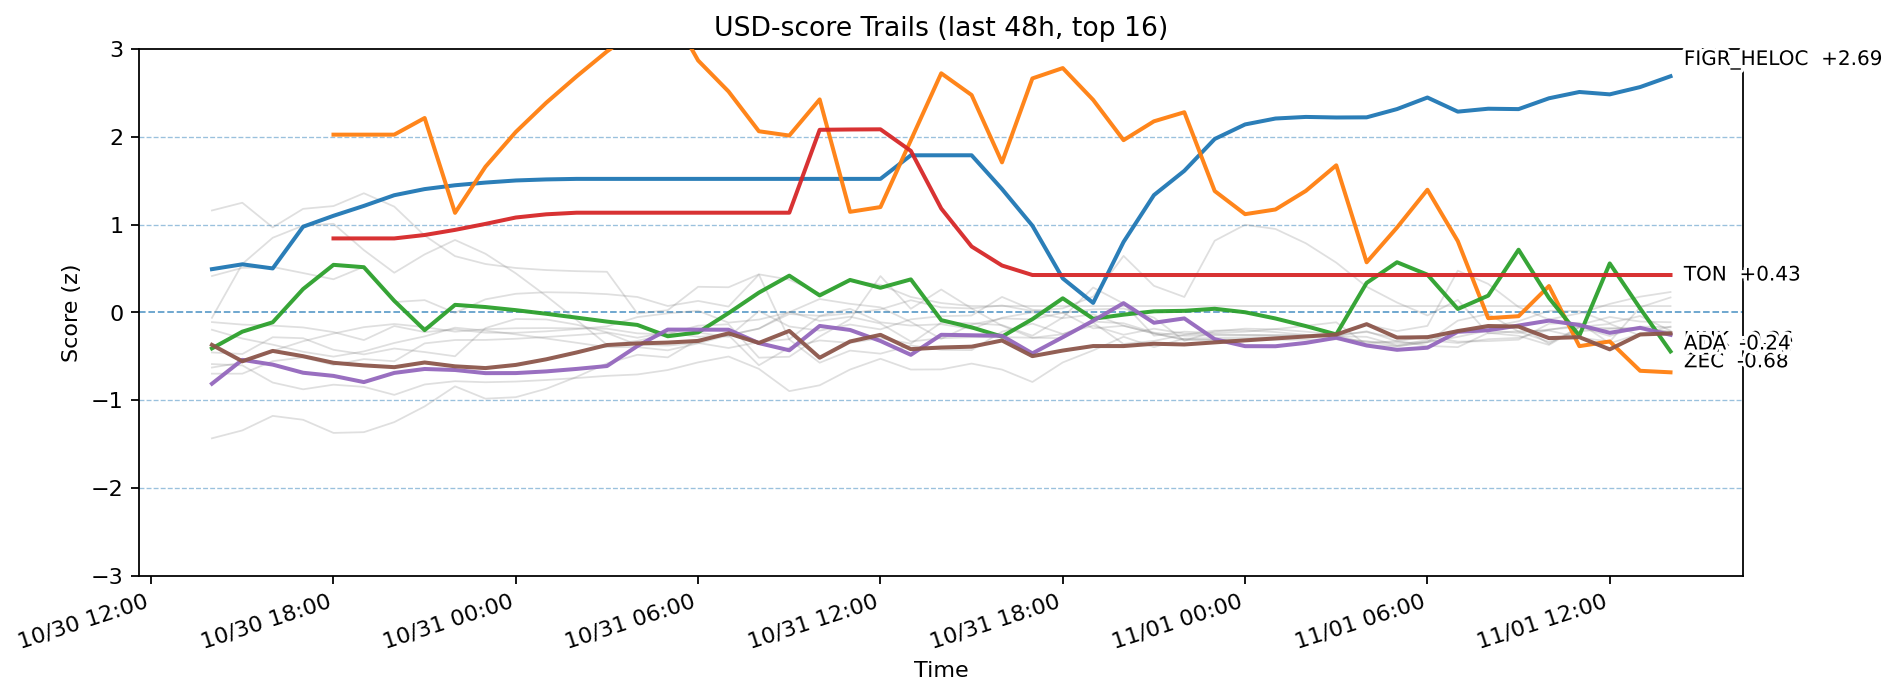 USD-score Trails (last 48h, top 16)
FIGR_HELOC +2.69
TON +0.43
ADA -0.24
ZEC -0.68
Score (z)
3
2
1
0
−1
−2
−3
10/30 12:00
10/30 18:00
10/31 00:00
10/31 06:00
10/31 12:00
10/31 18:00
11/01 00:00
11/01 06:00
11/01 12:00
Time